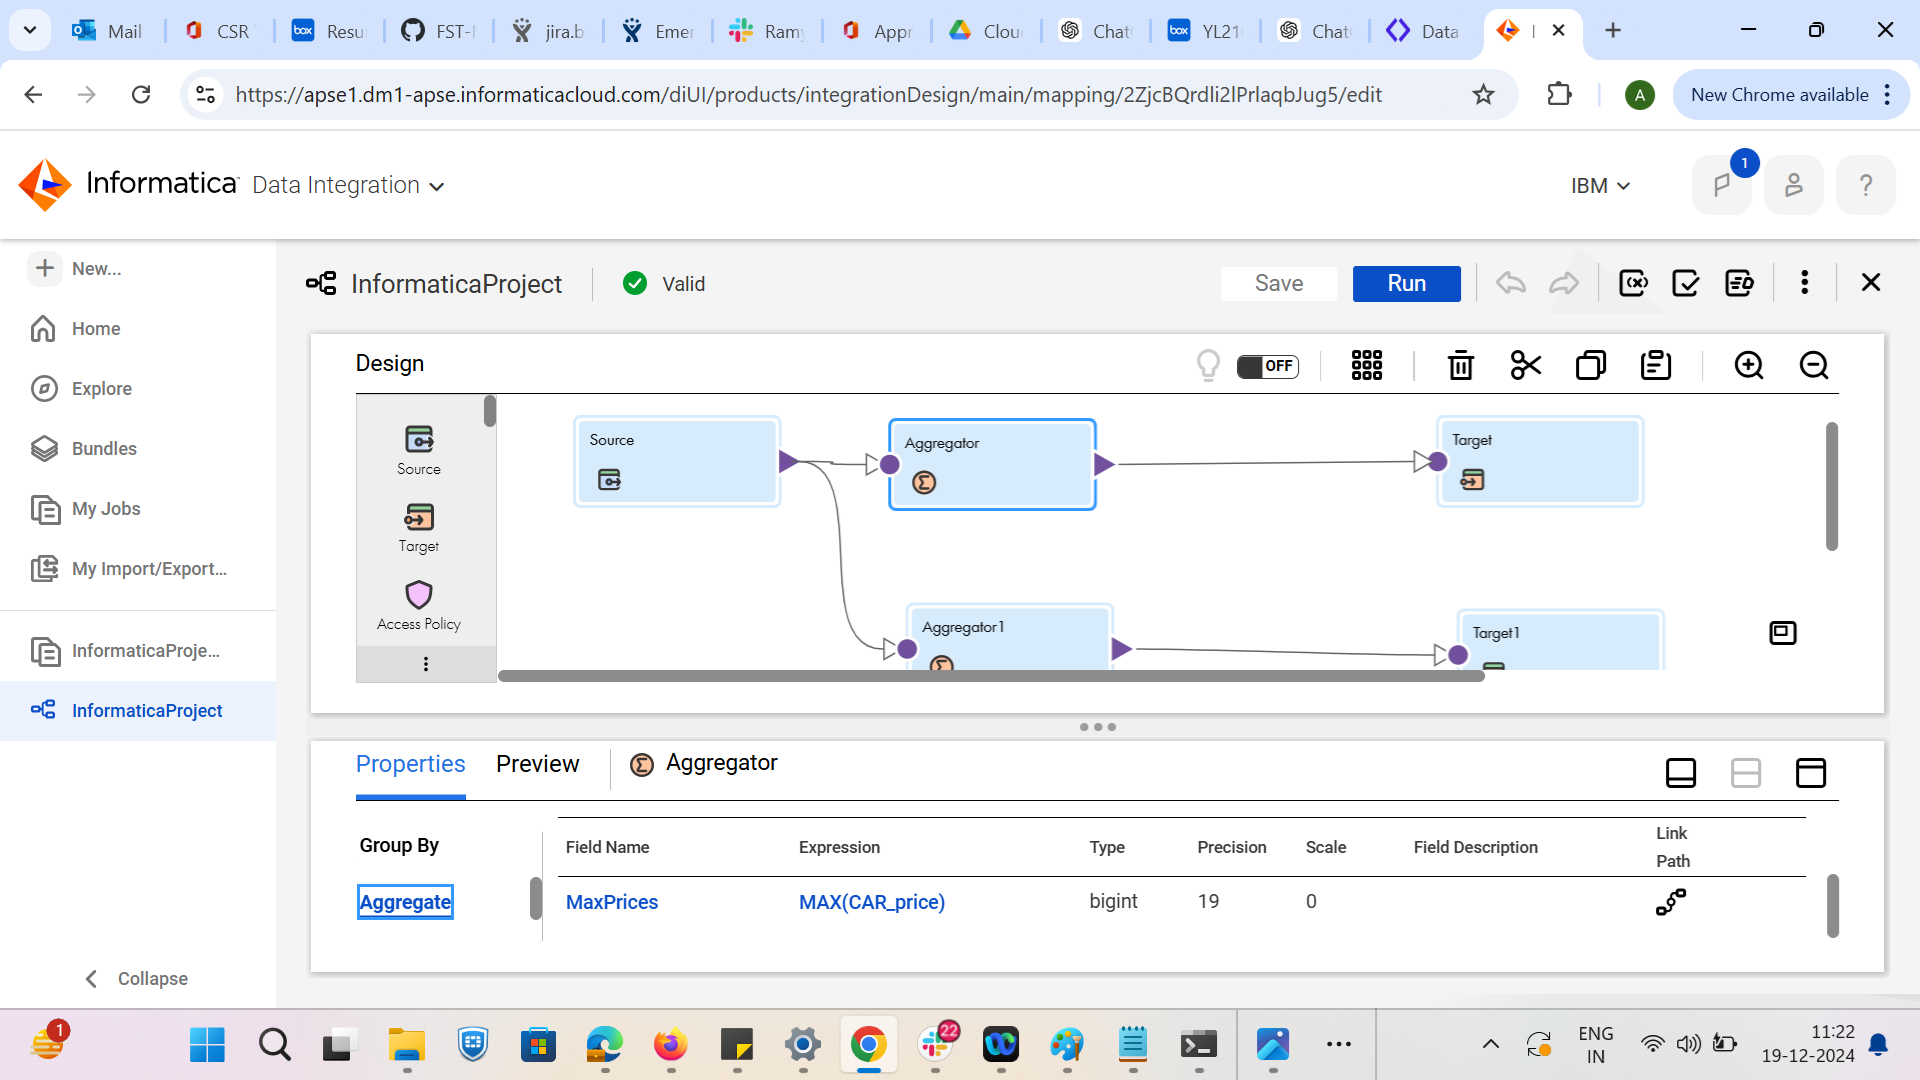 Mail
CSR
box
Resu
FST-
jira.b
Emer
Ramy
Appr
Clou
Chat
box
YL21
Chat
Data
https://apse1.dm1-apse.informaticacloud.com/diUI/products/integrationDesign/main/mapping/2ZjcBQrdli2lPrlaqbJug5/edit
A
New Chrome available
Informatica
Data Integration
IBM
1
?
New...
Home
Explore
Bundles
My Jobs
My Import/Export...
InformaticaProje...
InformaticaProject
Collapse
InformaticaProject
Valid
Save
Run
Design
OFF
Source
Target
Access Policy
Source
Aggregator
Target
Aggregator1
Target1
Properties
Preview
Aggregator
Group By
Aggregate
Field Name
Expression
Type
Precision
Scale
Field Description
Link
Path
MaxPrices
MAX(CAR_price)
bigint
19
0
1
22
ENG
IN
11:22
19-12-2024